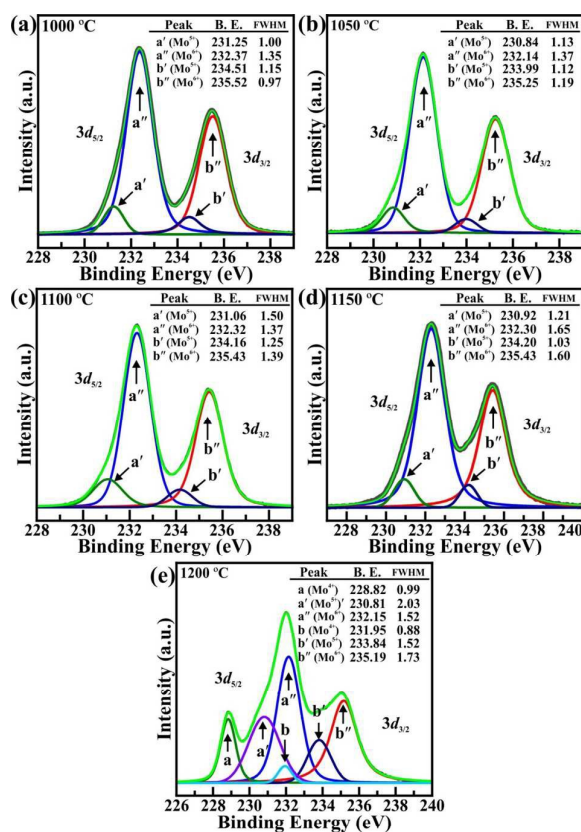 (a) 1000 ºC
Peak B. E. FWHM
a′ (Mo⁵⁺) 231.25 1.00
a″ (Mo⁶⁺) 232.37 1.35
b′ (Mo⁵⁺) 234.51 1.15
b″ (Mo⁶⁺) 235.52 0.97
3d5/2
a″
a′
b″
b′
3d3/2
Intensity (a.u.)
228 230 232 234 236 238
Binding Energy (eV)
(b) 1050 ºC
Peak B. E. FWHM
a′ (Mo⁵⁺) 230.84 1.13
a″ (Mo⁶⁺) 232.14 1.37
b′ (Mo⁵⁺) 233.99 1.12
b″ (Mo⁶⁺) 235.25 1.19
3d5/2
a″
a′
b″
b′
3d3/2
Intensity (a.u.)
228 230 232 234 236 238
Binding Energy (eV)
(c) 1100 ºC
Peak B. E. FWHM
a′ (Mo⁵⁺) 231.06 1.50
a″ (Mo⁶⁺) 232.32 1.37
b′ (Mo⁵⁺) 234.16 1.25
b″ (Mo⁶⁺) 235.43 1.39
3d5/2
a″
a′
b″
b′
3d3/2
Intensity (a.u.)
228 230 232 234 236 238
Binding Energy (eV)
(d) 1150 ºC
Peak B. E. FWHM
a′ (Mo⁵⁺) 230.92 1.21
a″ (Mo⁶⁺) 232.30 1.65
b′ (Mo⁵⁺) 234.20 1.03
b″ (Mo⁶⁺) 235.43 1.60
3d5/2
a″
a′
b″
b′
3d3/2
Intensity (a.u.)
228 230 232 234 236 238 240
Binding Energy (eV)
(e) 1200 ºC
Peak B. E. FWHM
a (Mo⁴⁺) 228.82 0.99
a′ (Mo⁵⁺)′ 230.81 2.03
a″ (Mo⁶⁺) 232.15 1.52
b (Mo⁴⁺) 231.95 0.88
b′ (Mo⁵⁺) 233.84 1.52
b″ (Mo⁶⁺) 235.19 1.73
3d5/2
a″
a
a′
b
b′
b″
3d3/2
Intensity (a.u.)
226 228 230 232 234 236 238 240
Binding Energy (eV)